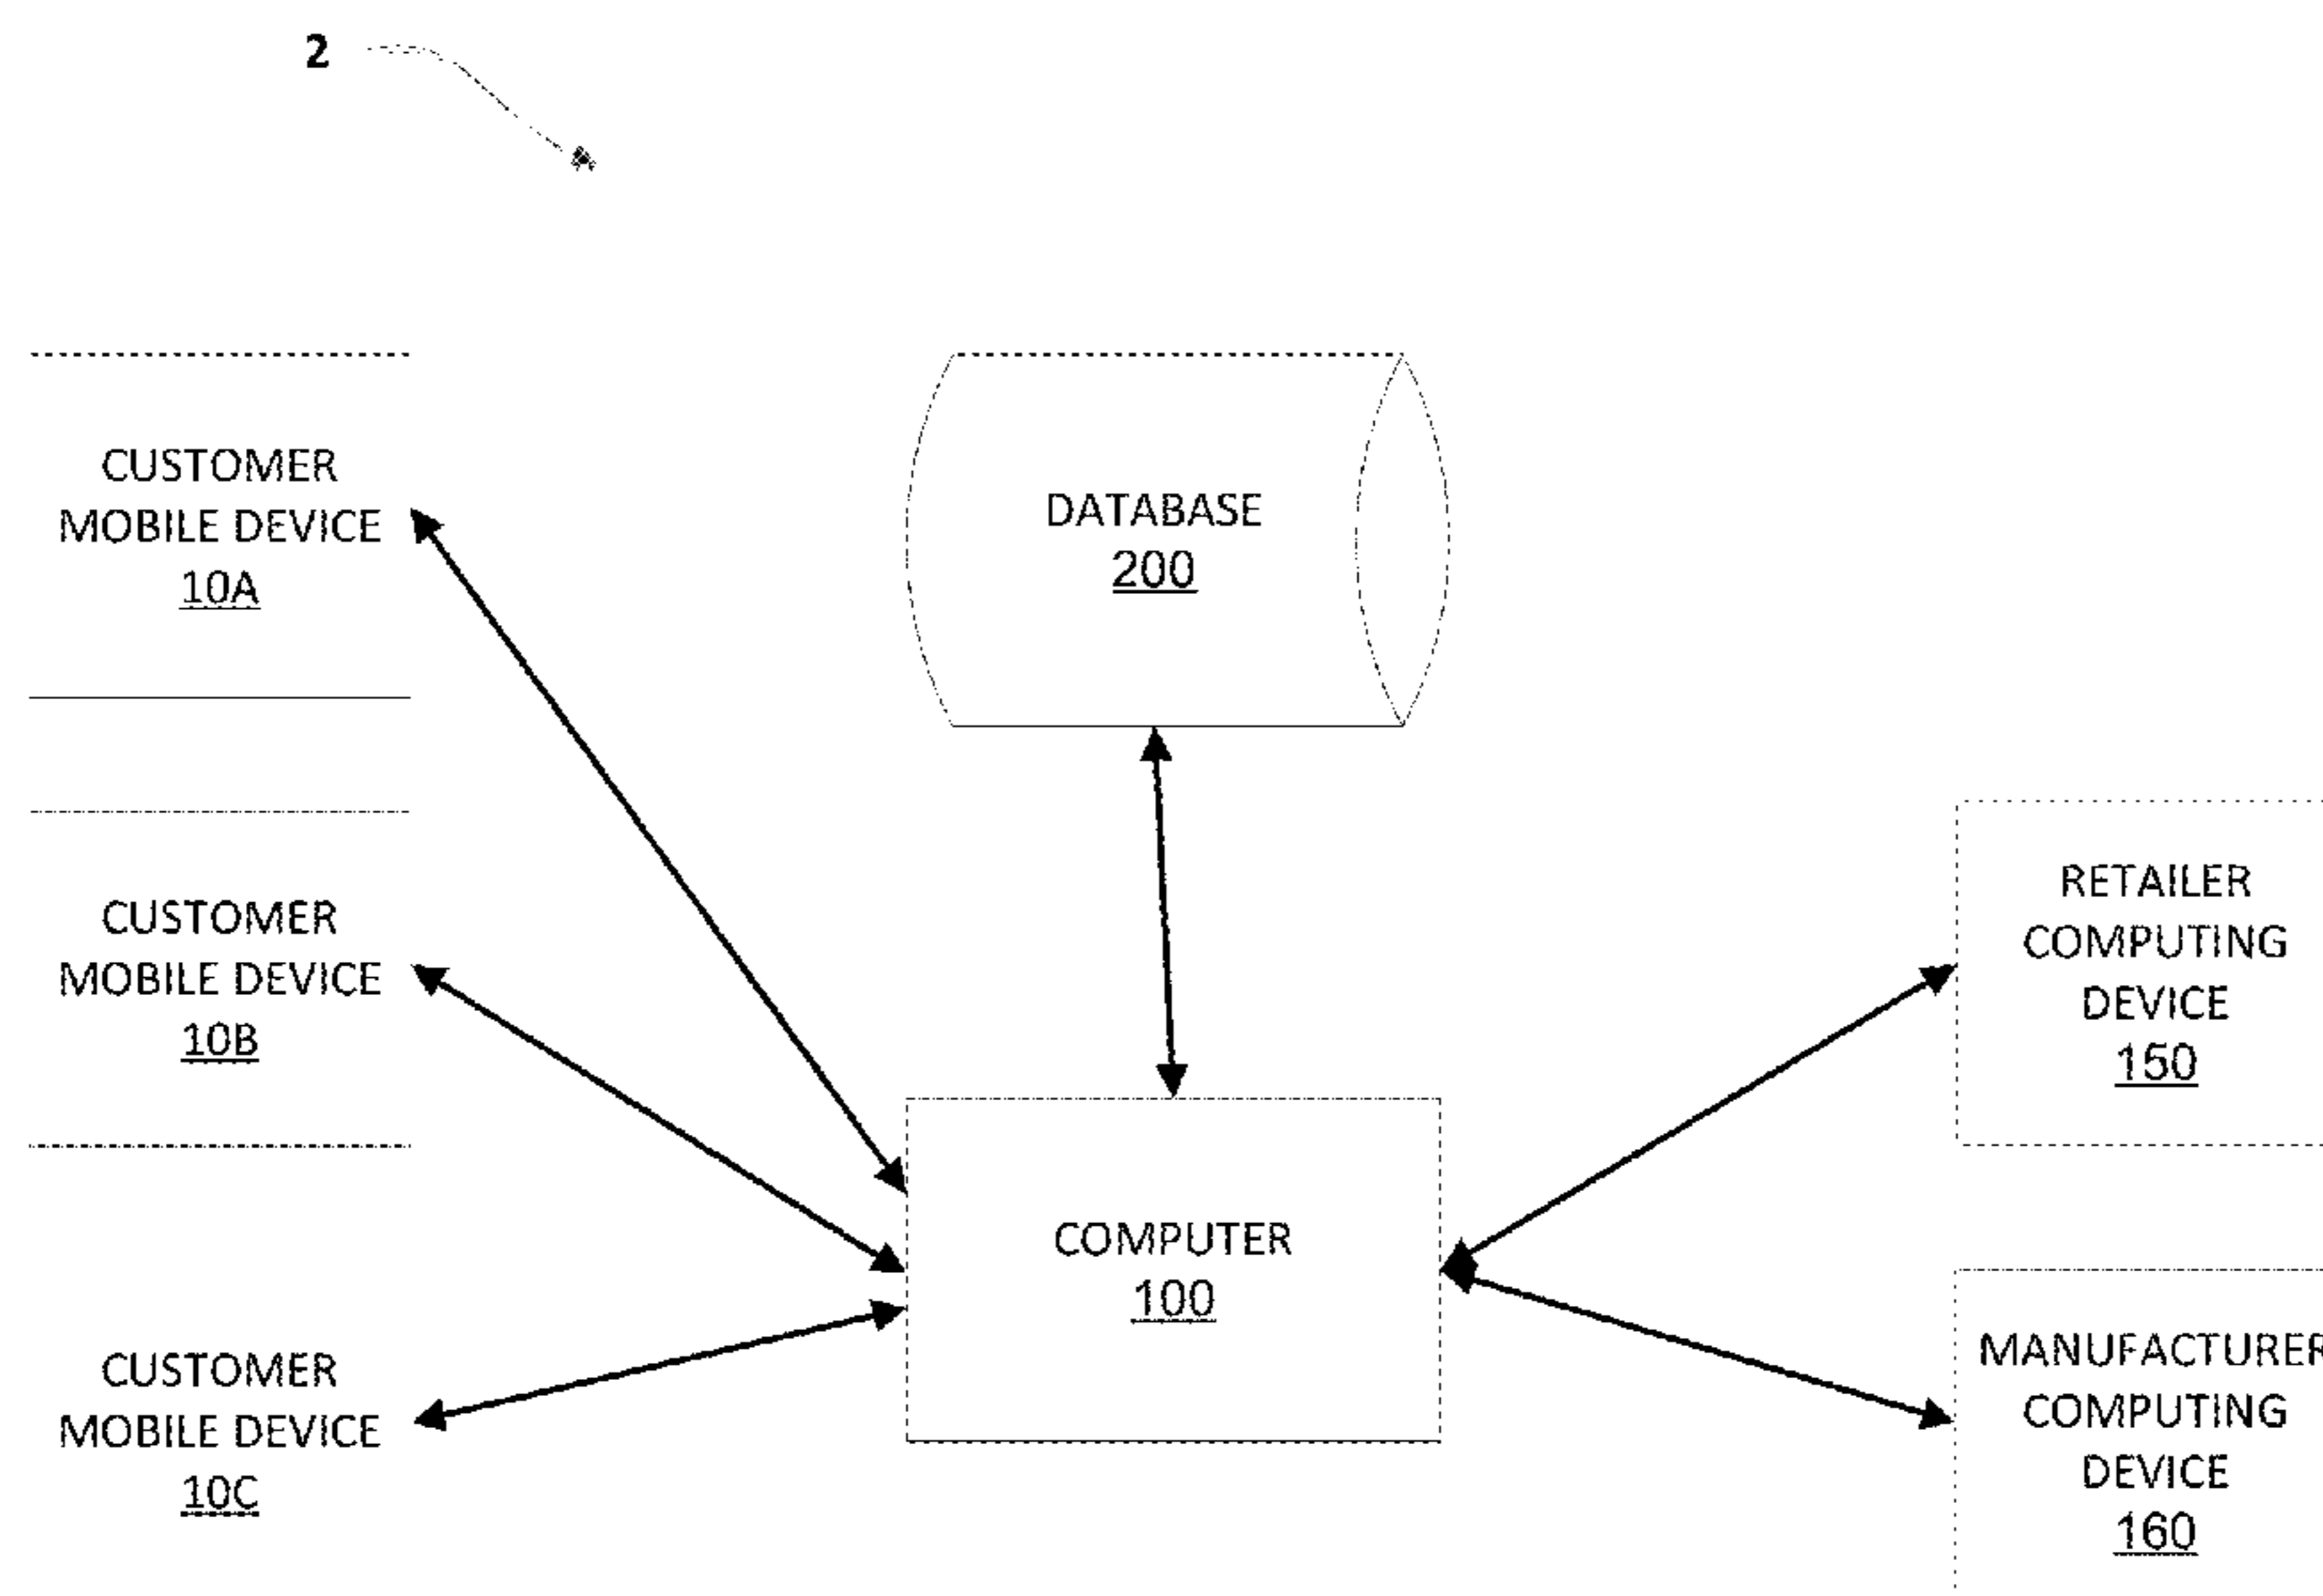 2
CUSTOMER
MOBILE DEVICE
10A
DATABASE
200
CUSTOMER
MOBILE DEVICE
10B
RETAILER
COMPUTING
DEVICE
150
COMPUTER
100
CUSTOMER
MOBILE DEVICE
10C
MANUFACTURER
COMPUTING
DEVICE
160